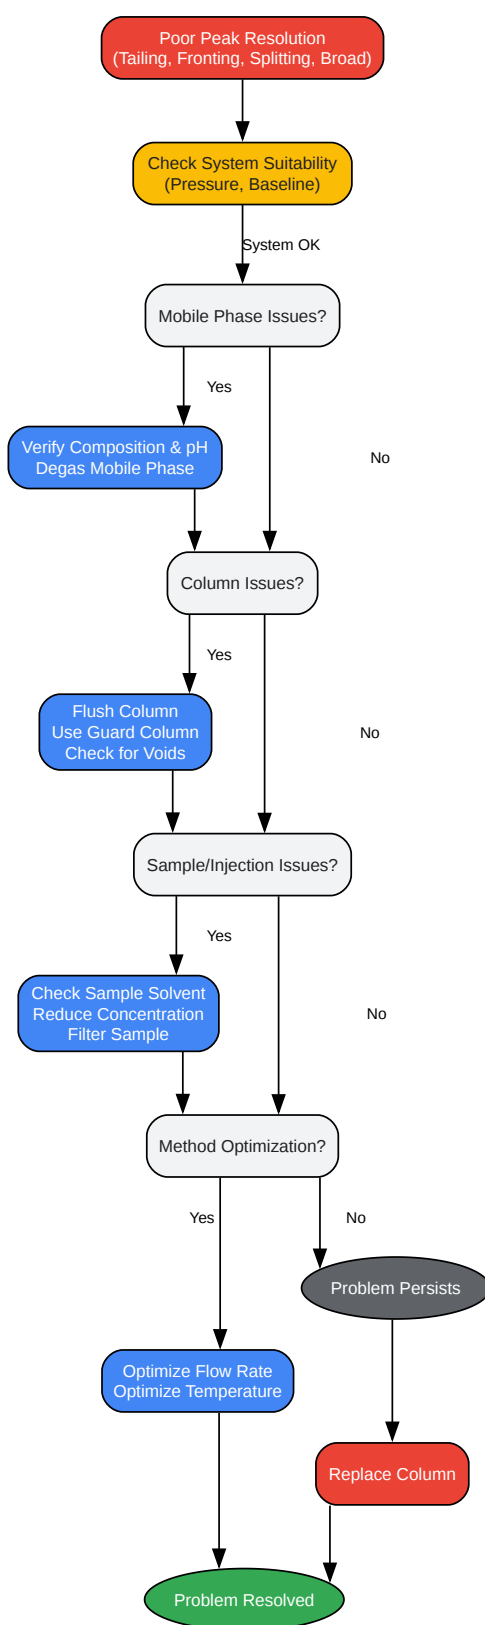 Poor Peak Resolution
(Tailing, Fronting, Splitting, Broad)
Check System Suitability
(Pressure, Baseline)
System OK
Mobile Phase Issues?
Yes
Verify Composition & pH
Degas Mobile Phase
No
Column Issues?
Yes
Flush Column
Use Guard Column
Check for Voids
No
Sample/Injection Issues?
Yes
Check Sample Solvent
Reduce Concentration
Filter Sample
No
Method Optimization?
Yes
No
Problem Persists
Optimize Flow Rate
Optimize Temperature
Replace Column
Problem Resolved